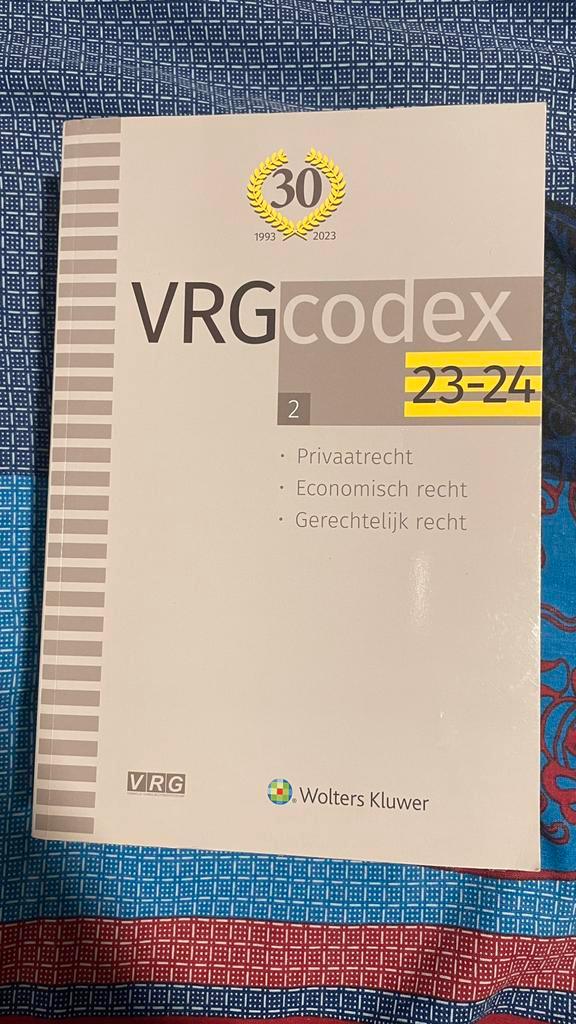 30
1993 2023
VRGcodex
23-24
2
· Privaatrecht
· Economisch recht
· Gerechtelijk recht
VRG
Wolters Kluwer